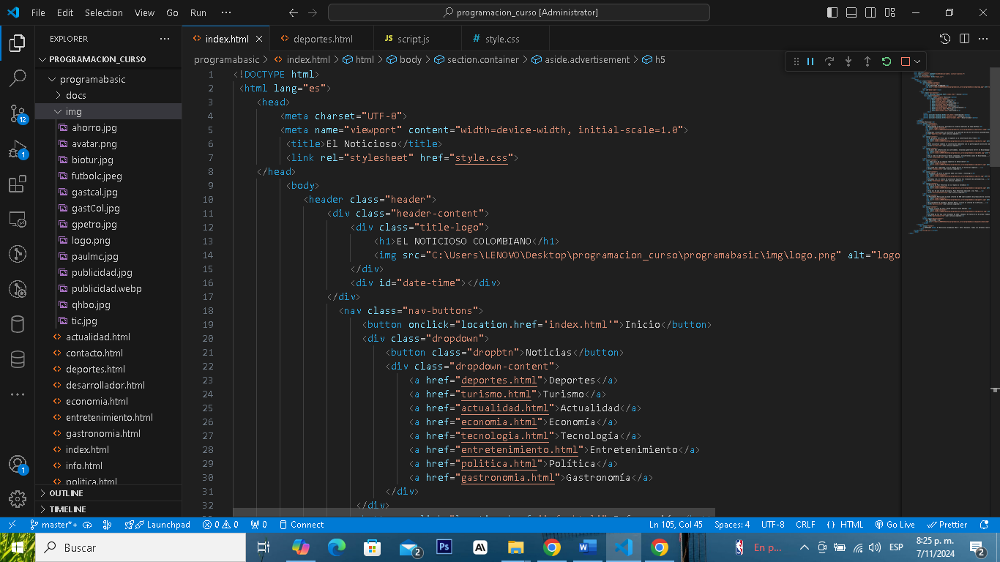 File Edit Selection View Go Run ··· programacion_curso [Administrator]
EXPLORER ···
PROGRAMACION_CURSO
programabasic
docs
img
ahorro.jpg
avatar.png
biotur.jpg
futbolc.jpeg
gastcal.jpg
gastCol.jpg
gpetro.jpg
logo.png
paulmc.jpg
publicidad.jpg
publicidad.webp
qhbo.jpg
tic.jpg
actualidad.html
contacto.html
deportes.html
desarrollador.html
economia.html
entretenimiento.html
gastronomia.html
index.html
info.html
politica.html
OUTLINE
TIMELINE
12
1
1
index.html deportes.html JS script.js # style.css
programabasic > index.html > html > body > section.container > aside.advertisement > h5
1 <!DOCTYPE html>
2 <html lang="es">
3 <head>
4 <meta charset="UTF-8">
5 <meta name="viewport" content="width=device-width, initial-scale=1.0">
6 <title>El Noticioso</title>
7 <link rel="stylesheet" href="style.css">
8 </head>
9 <body>
10 <header class="header">
11 <div class="header-content">
12 <div class="title-logo">
13 <h1>EL NOTICIOSO COLOMBIANO</h1>
14 <img src="C:\Users\LENOVO\Desktop\programacion_curso\programabasic\img\logo.png" alt="logo
15 </div>
16 <div id="date-time"></div>
17 </div>
18 <nav class="nav-buttons">
19 <button onclick="location.href='index.html'">Inicio</button>
20 <div class="dropdown">
21 <button class="dropbtn">Noticias</button>
22 <div class="dropdown-content">
23 <a href="deportes.html">Deportes</a>
24 <a href="turismo.html">Turismo</a>
25 <a href="actualidad.html">Actualidad</a>
26 <a href="economia.html">Economía</a>
27 <a href="tecnologia.html">Tecnología</a>
28 <a href="entretenimiento.html">Entretenimiento</a>
29 <a href="politica.html">Política</a>
30 <a href="gastronomia.html">Gastronomía</a>
31 </div>
32 </div>
master*+ Launchpad 0 0 0 Connect Ln 105, Col 45 Spaces: 4 UTF-8 CRLF {} HTML Go Live Prettier
Buscar 2 Ps A\ W En p... ESP 8:25 p. m.
7/11/2024 2